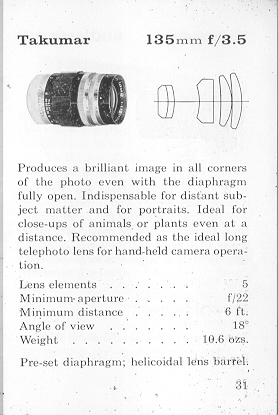 Takumar 135mm f/3.5
Produces a brilliant image in all corners
of the photo even with the diaphragm
fully open. Indispensable for distant sub-
ject matter and for portraits. Ideal for
close-ups of animals or plants even at a
distance. Recommended as the ideal long
telephoto lens for hand-held camera opera-
tion.
Lens elements . . . . . . 5
Minimum aperture . . . . . f/22
Minimum distance . . . . . 6 ft.
Angle of view . . . . . . 18°
Weight . . . . . . . . 10.6 ozs.
Pre-set diaphragm; helicoidal lens barrel.
31